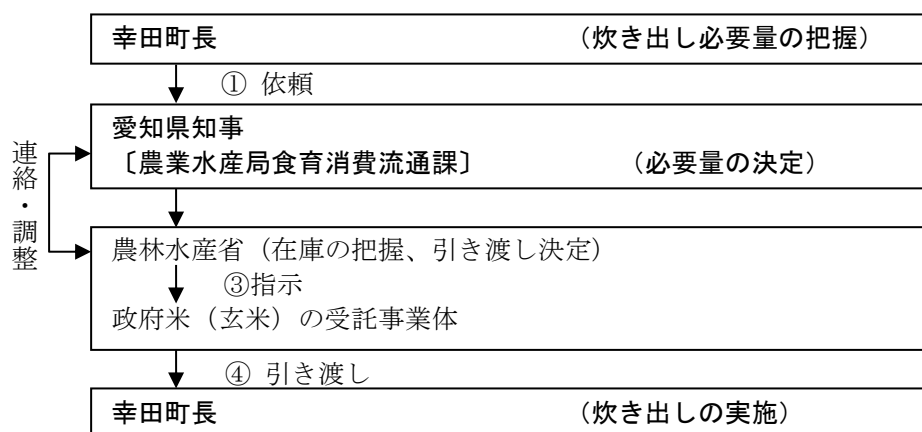 幸田町長 (炊き出し必要量の把握)
① 依頼
愛知県知事
〔農業水産局食育消費流通課〕 (必要量の決定)
連絡・調整
農林水産省(在庫の把握、引き渡し決定)
③指示
政府米(玄米)の受託事業体
④ 引き渡し
幸田町長 (炊き出しの実施)